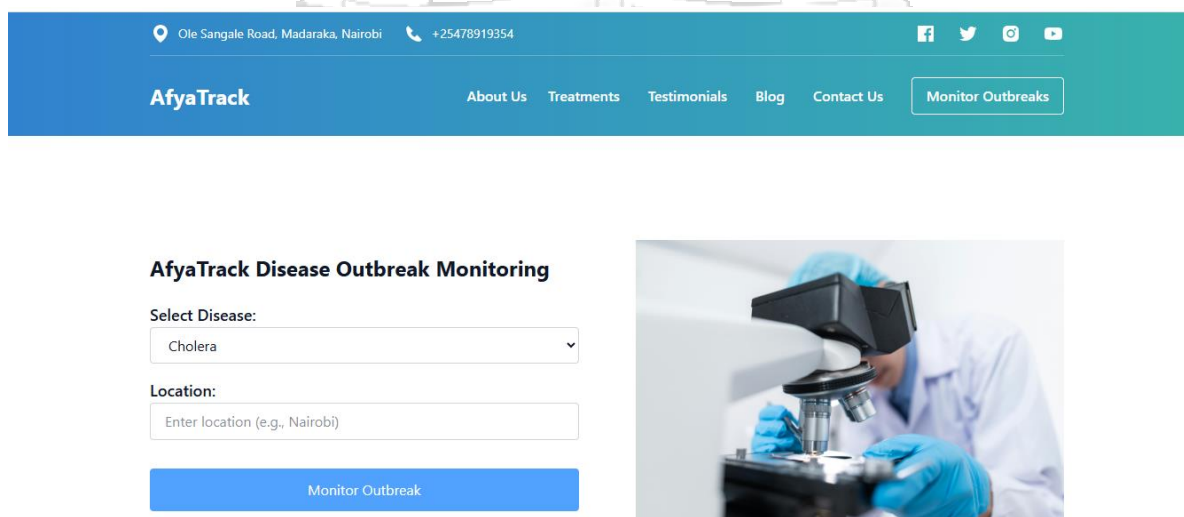 Ole Sangale Road, Madaraka, Nairobi +25478919354
AfyaTrack About Us Treatments Testimonials Blog Contact Us Monitor Outbreaks
AfyaTrack Disease Outbreak Monitoring
Select Disease:
Cholera
Location:
Enter location (e.g., Nairobi)
Monitor Outbreak